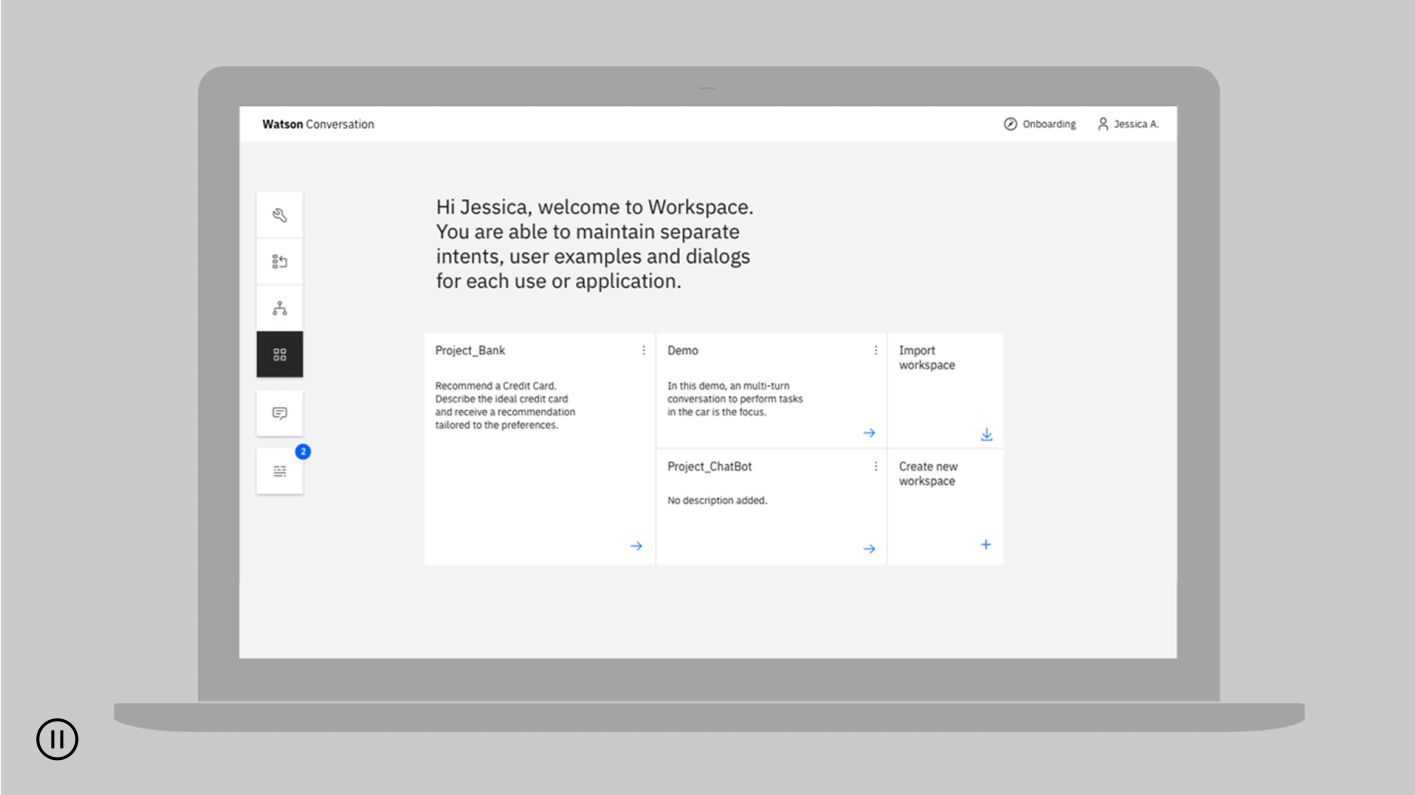 Watson Conversation
Onboarding
Jessica A.
Hi Jessica, welcome to Workspace.
You are able to maintain separate
intents, user examples and dialogs
for each use or application.
Project_Bank
Recommend a Credit Card.
Describe the ideal credit card
and receive a recommendation
tailored to the preferences.
Demo
In this demo, an multi-turn
conversation to perform tasks
in the car is the focus.
Import
workspace
2
Project_ChatBot
No description added.
Create new
workspace